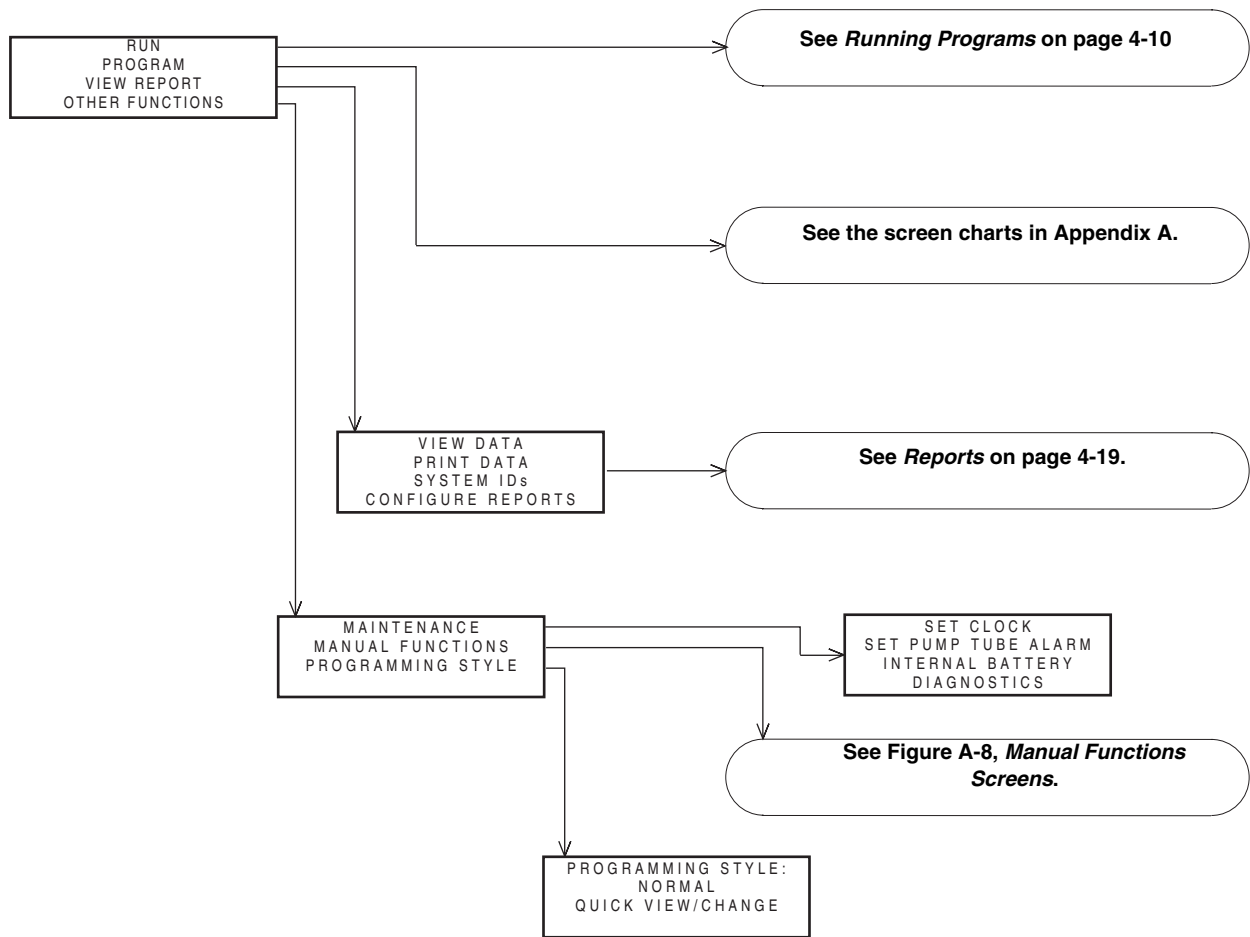 RUN
PROGRAM
VIEW REPORT
OTHER FUNCTIONS
See Running Programs on page 4-10
See the screen charts in Appendix A.
VIEW DATA
PRINT DATA
SYSTEM IDs
CONFIGURE REPORTS
See Reports on page 4-19.
MAINTENANCE
MANUAL FUNCTIONS
PROGRAMMING STYLE
SET CLOCK
SET PUMP TUBE ALARM
INTERNAL BATTERY
DIAGNOSTICS
See Figure A-8, Manual Functions
Screens.
PROGRAMMING STYLE:
NORMAL
QUICK VIEW/CHANGE